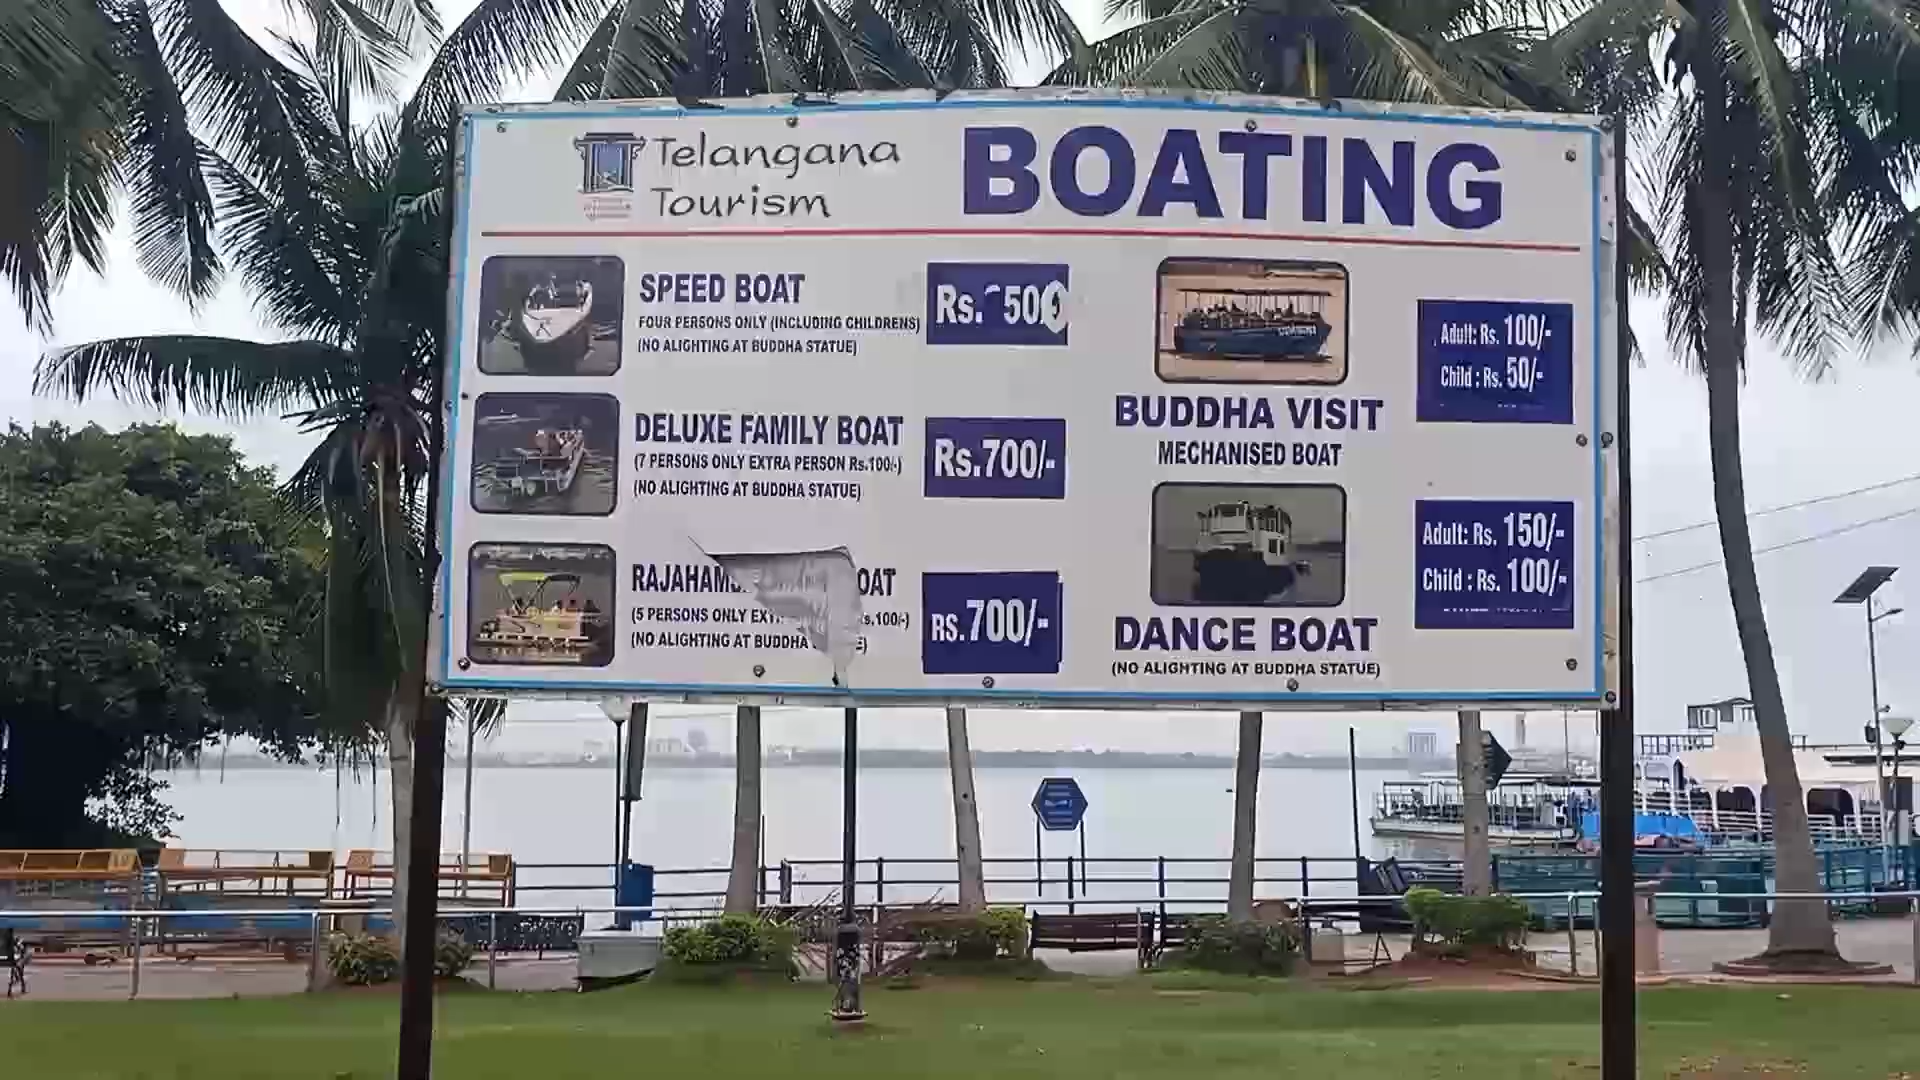 Telangana
Tourism
BOATING
SPEED BOAT
FOUR PERSONS ONLY (INCLUDING CHILDRENS)
(NO ALIGHTING AT BUDDHA STATUE)
Rs.
DELUXE FAMILY BOAT
(7 PERSONS ONLY EXTRA PERSON Rs.100/-)
(NO ALIGHTING AT BUDDHA STATUE)
Rs.700/-
(5 PERSONS ONLY
(NO ALIGHTING AT BUDDHA
RS.700/-
BUDDHA VISIT
MECHANISED BOAT
Adult: Rs. 100/-
Child : Rs. 50/-
DANCE BOAT
(NO ALIGHTING AT BUDDHA STATUE)
Adult: Rs. 150/-
Child : Rs. 100/-